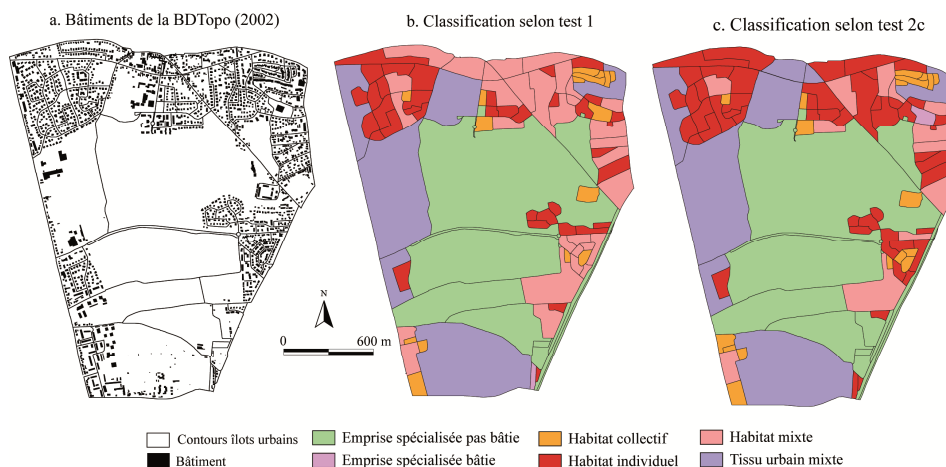 a. Bâtiments de la BDTopo (2002)
b. Classification selon test 1
c. Classification selon test 2c
N
0 600 m
Contours îlots urbains
Bâtiment
Emprise spécialisée pas bâtie
Emprise spécialisée bâtie
Habitat collectif
Habitat individuel
Habitat mixte
Tissu urbain mixte